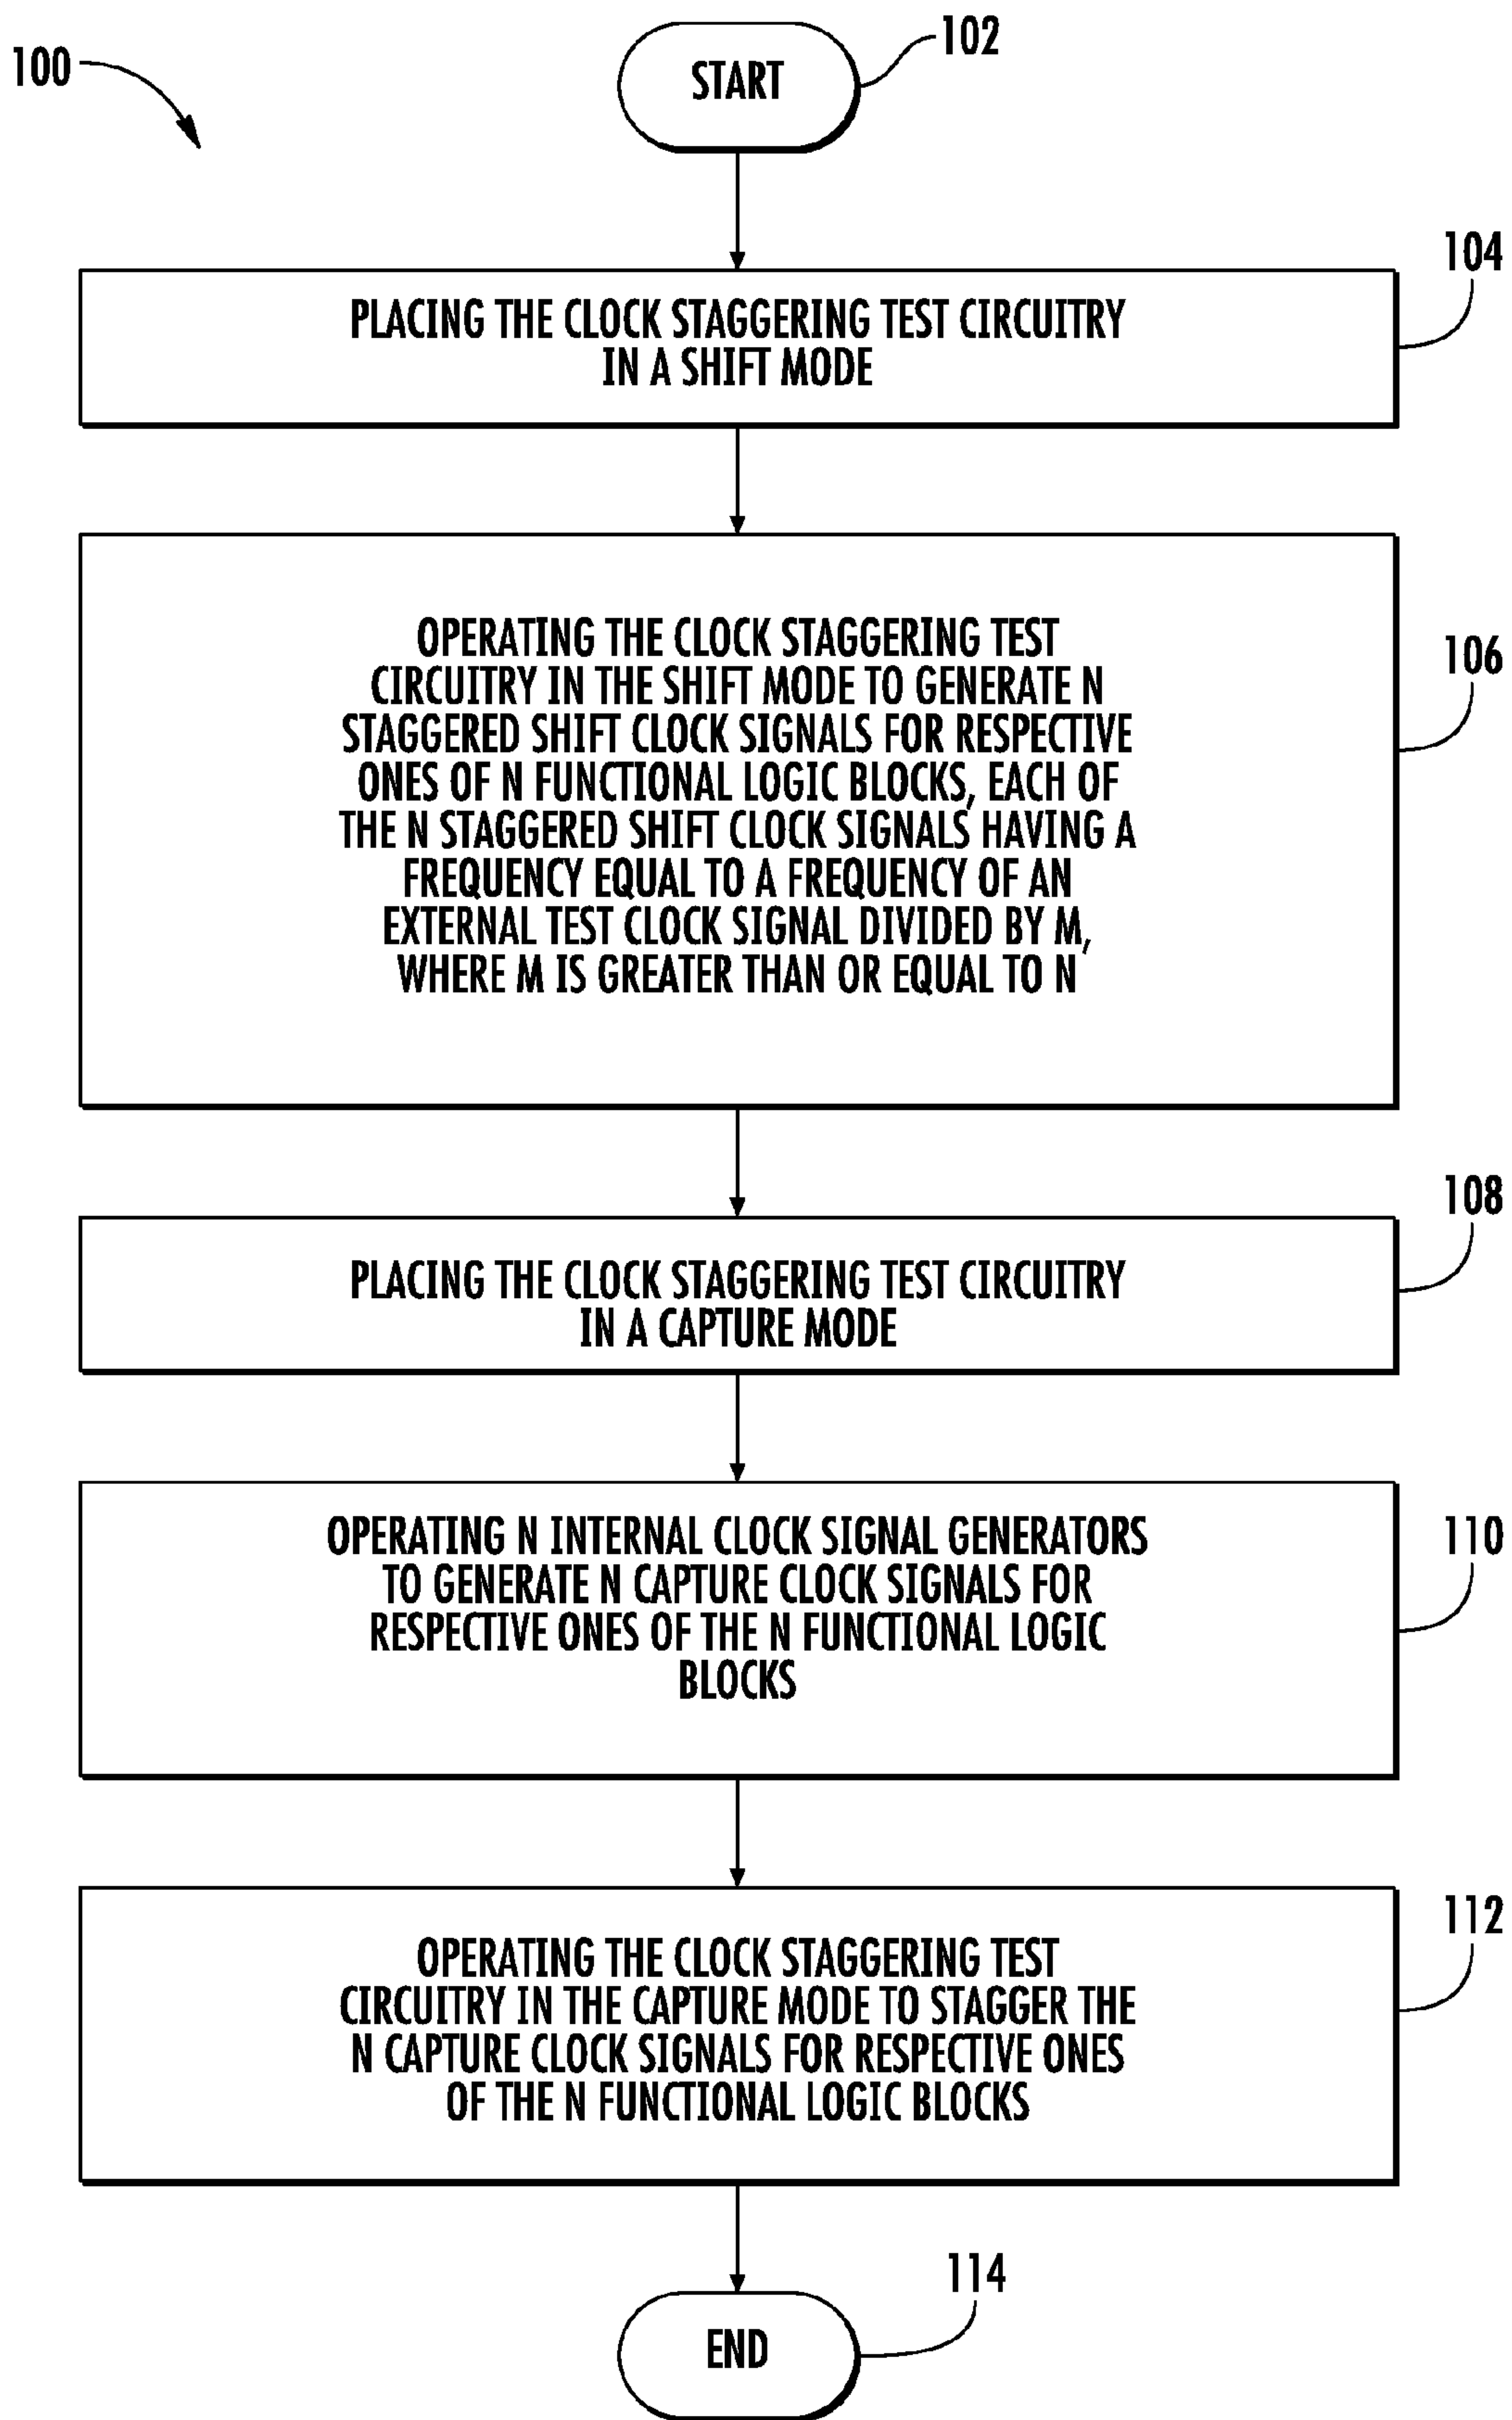 100
START
102
104
PLACING THE CLOCK STAGGERING TEST CIRCUITRY
IN A SHIFT MODE
106
OPERATING THE CLOCK STAGGERING TEST
CIRCUITRY IN THE SHIFT MODE TO GENERATE N
STAGGERED SHIFT CLOCK SIGNALS FOR RESPECTIVE
ONES OF N FUNCTIONAL LOGIC BLOCKS, EACH OF
THE N STAGGERED SHIFT CLOCK SIGNALS HAVING A
FREQUENCY EQUAL TO A FREQUENCY OF AN
EXTERNAL TEST CLOCK SIGNAL DIVIDED BY M,
WHERE M IS GREATER THAN OR EQUAL TO N
108
PLACING THE CLOCK STAGGERING TEST CIRCUITRY
IN A CAPTURE MODE
110
OPERATING N INTERNAL CLOCK SIGNAL GENERATORS
TO GENERATE N CAPTURE CLOCK SIGNALS FOR
RESPECTIVE ONES OF THE N FUNCTIONAL LOGIC
BLOCKS
112
OPERATING THE CLOCK STAGGERING TEST
CIRCUITRY IN THE CAPTURE MODE TO STAGGER THE
N CAPTURE CLOCK SIGNALS FOR RESPECTIVE ONES
OF THE N FUNCTIONAL LOGIC BLOCKS
114
END